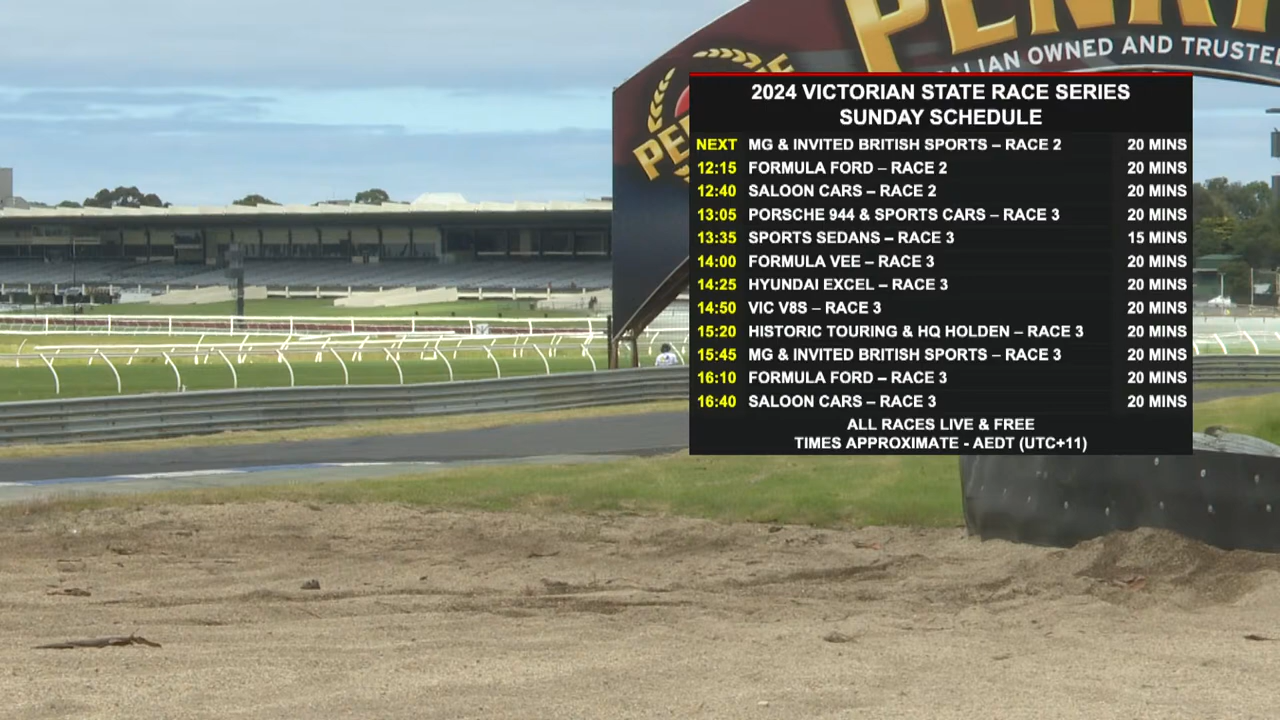 ALIAN OWNED AND TRUSTED
2024 VICTORIAN STATE RACE SERIES
SUNDAY SCHEDULE
NEXT MG & INVITED BRITISH SPORTS – RACE 2 20 MINS
12:15 FORMULA FORD – RACE 2 20 MINS
12:40 SALOON CARS – RACE 2 20 MINS
13:05 PORSCHE 944 & SPORTS CARS – RACE 3 20 MINS
13:35 SPORTS SEDANS – RACE 3 15 MINS
14:00 FORMULA VEE – RACE 3 20 MINS
14:25 HYUNDAI EXCEL – RACE 3 20 MINS
14:50 VIC V8S – RACE 3 20 MINS
15:20 HISTORIC TOURING & HQ HOLDEN – RACE 3 20 MINS
15:45 MG & INVITED BRITISH SPORTS – RACE 3 20 MINS
16:10 FORMULA FORD – RACE 3 20 MINS
16:40 SALOON CARS – RACE 3 20 MINS
ALL RACES LIVE & FREE
TIMES APPROXIMATE - AEDT (UTC+11)